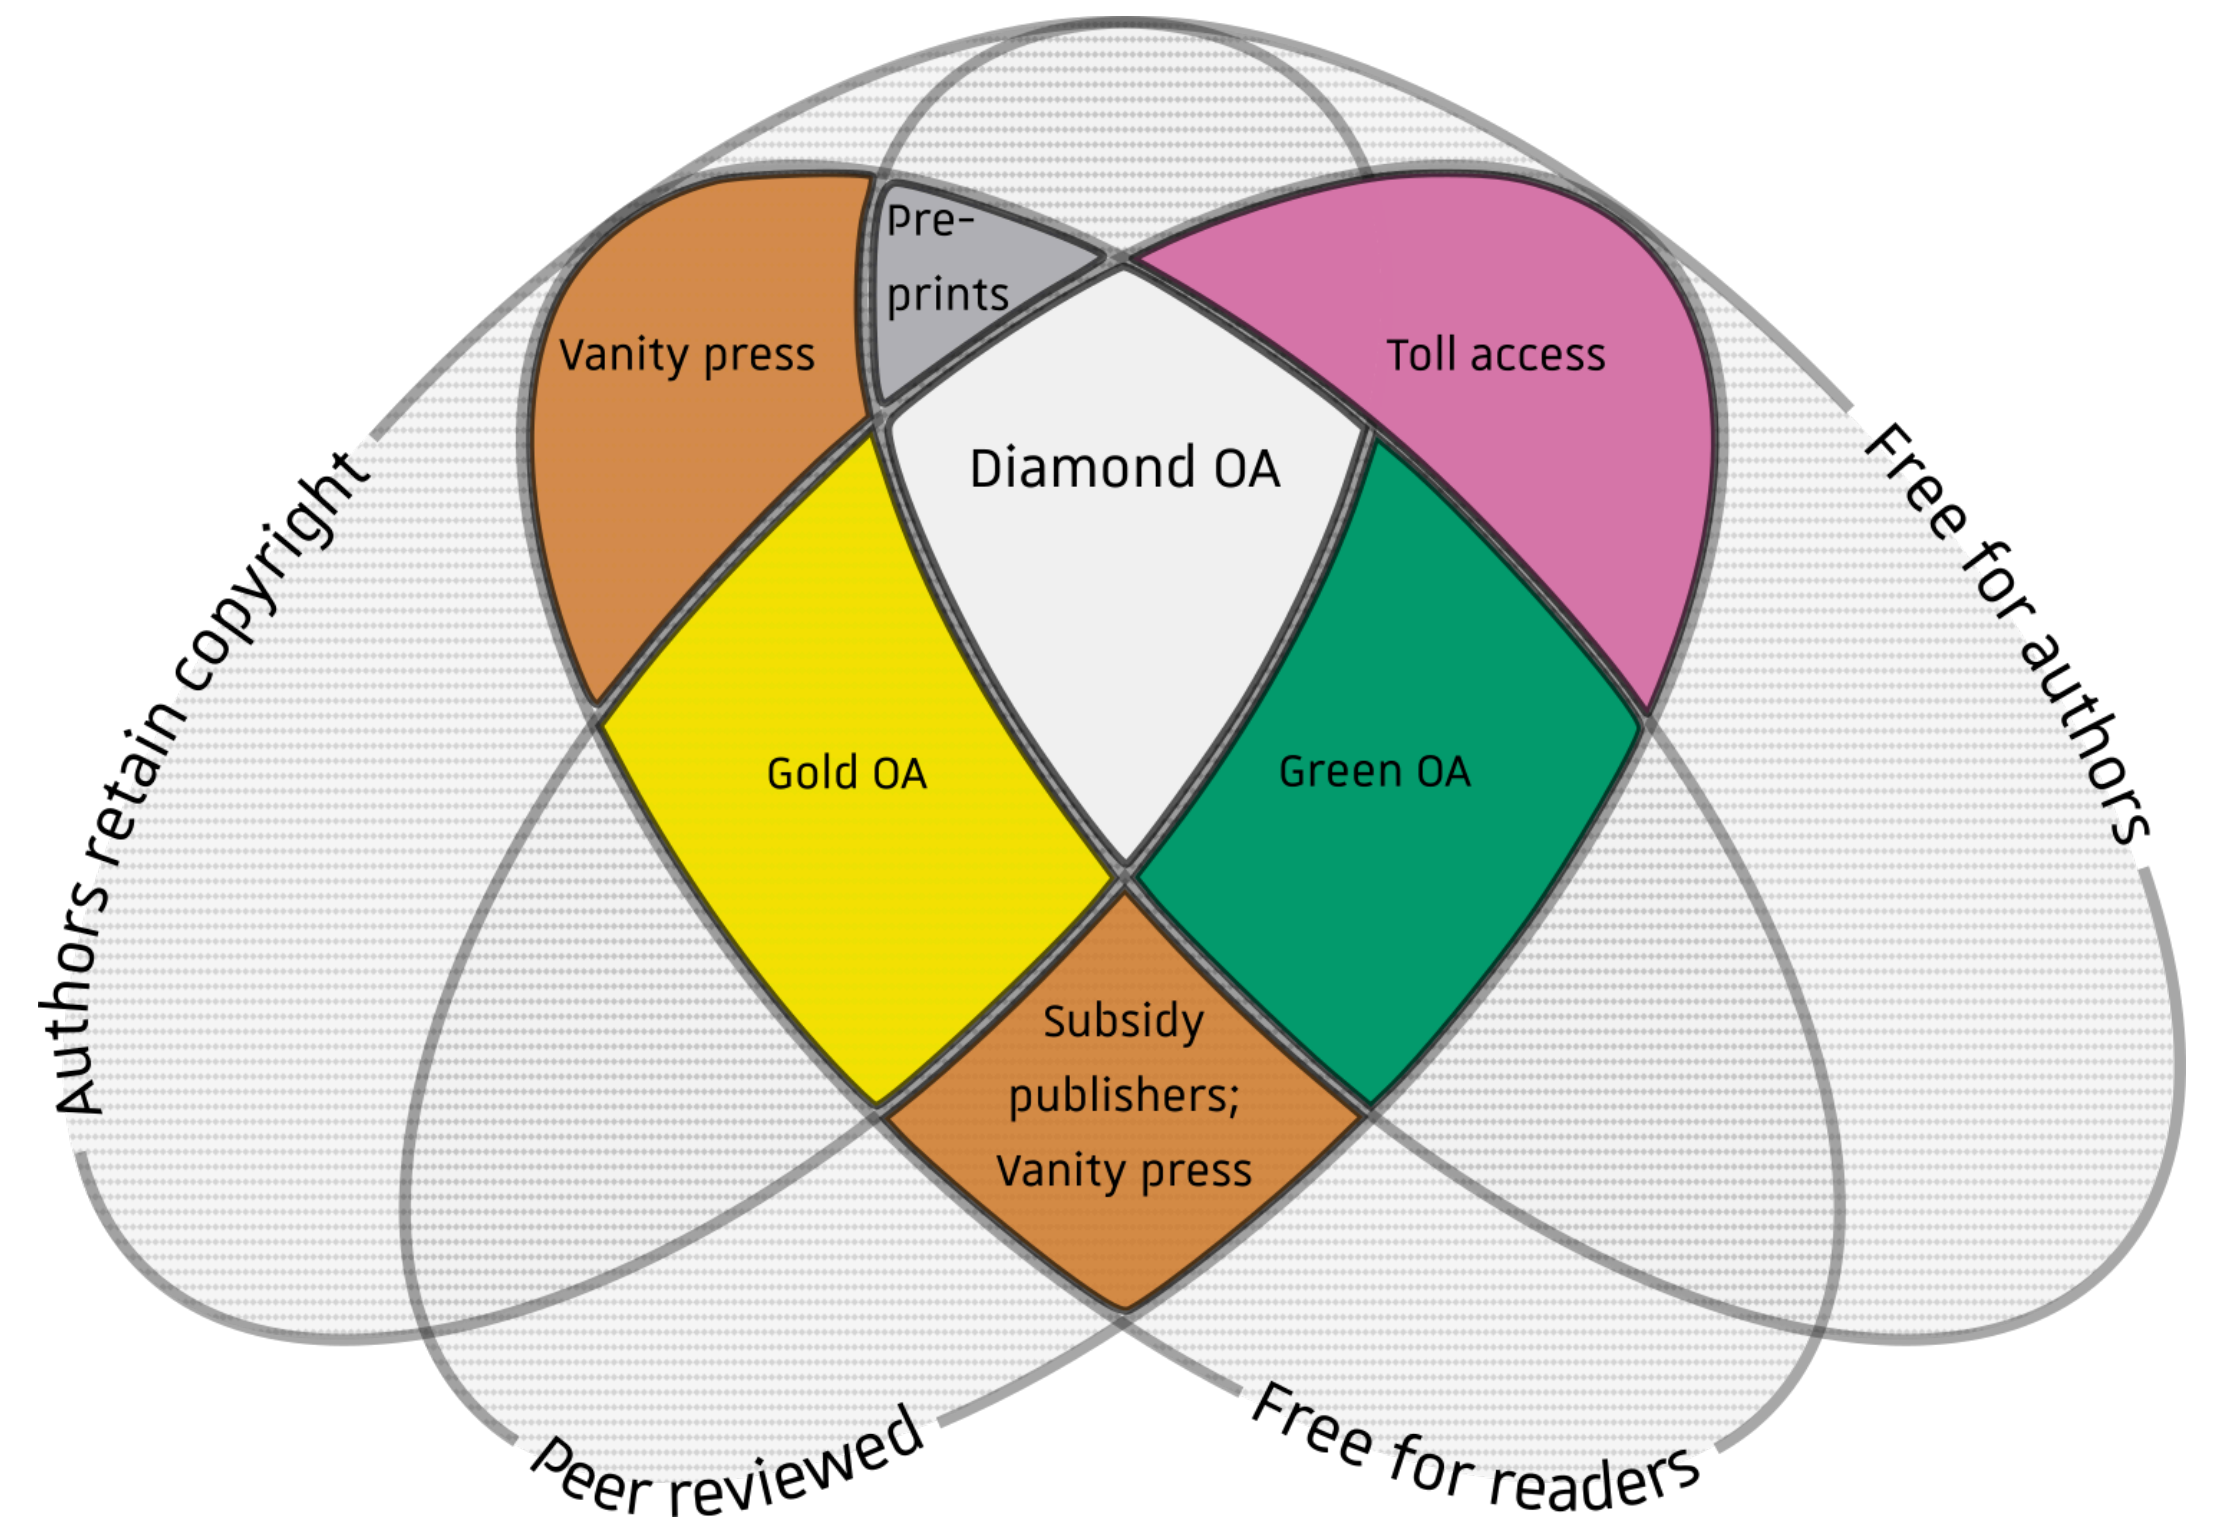 Pre-
prints
Vanity press
Toll access
Diamond OA
Authors retain copyright
Free for authors
Gold OA
Green OA
Subsidy
publishers;
Vanity press
Peer reviewed
Free for readers